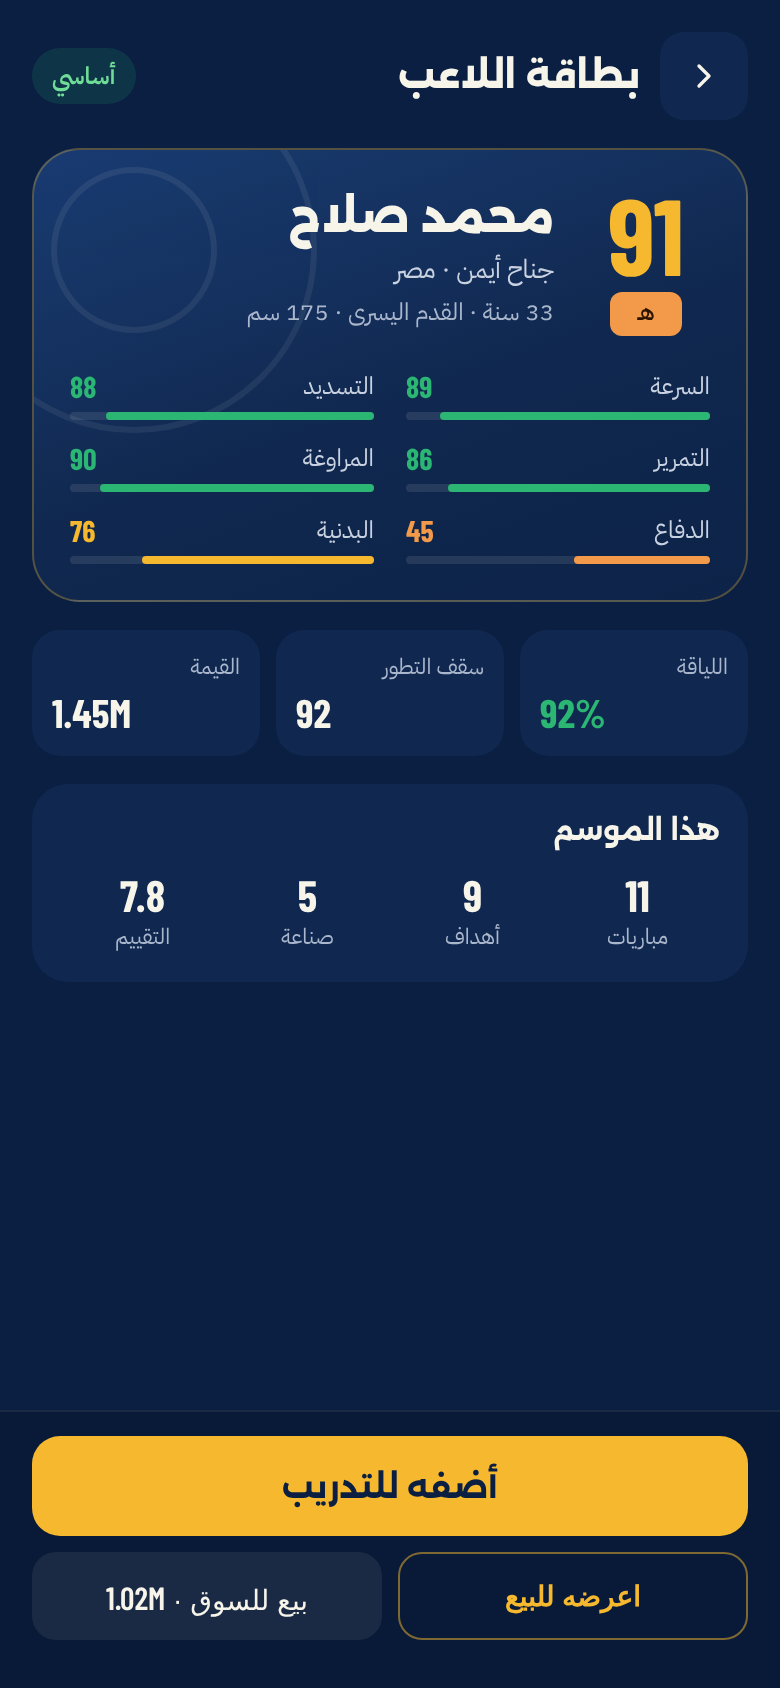 بطاقة اللاعب
أساسي
91
محمد صلاح
جناح أيمن · مصر
هـ
33 سنة · القدم اليسرى · 175 سم
السرعة 89
التسديد 88
التمرير 86
المراوغة 90
الدفاع 45
البدنية 76
اللياقة
92%
سقف التطور
92
القيمة
1.45M
هذا الموسم
11 9 5 7.8
مباريات أهداف صناعة التقييم
أضفه للتدريب
اعرضه للبيع
بيع للسوق · 1.02M